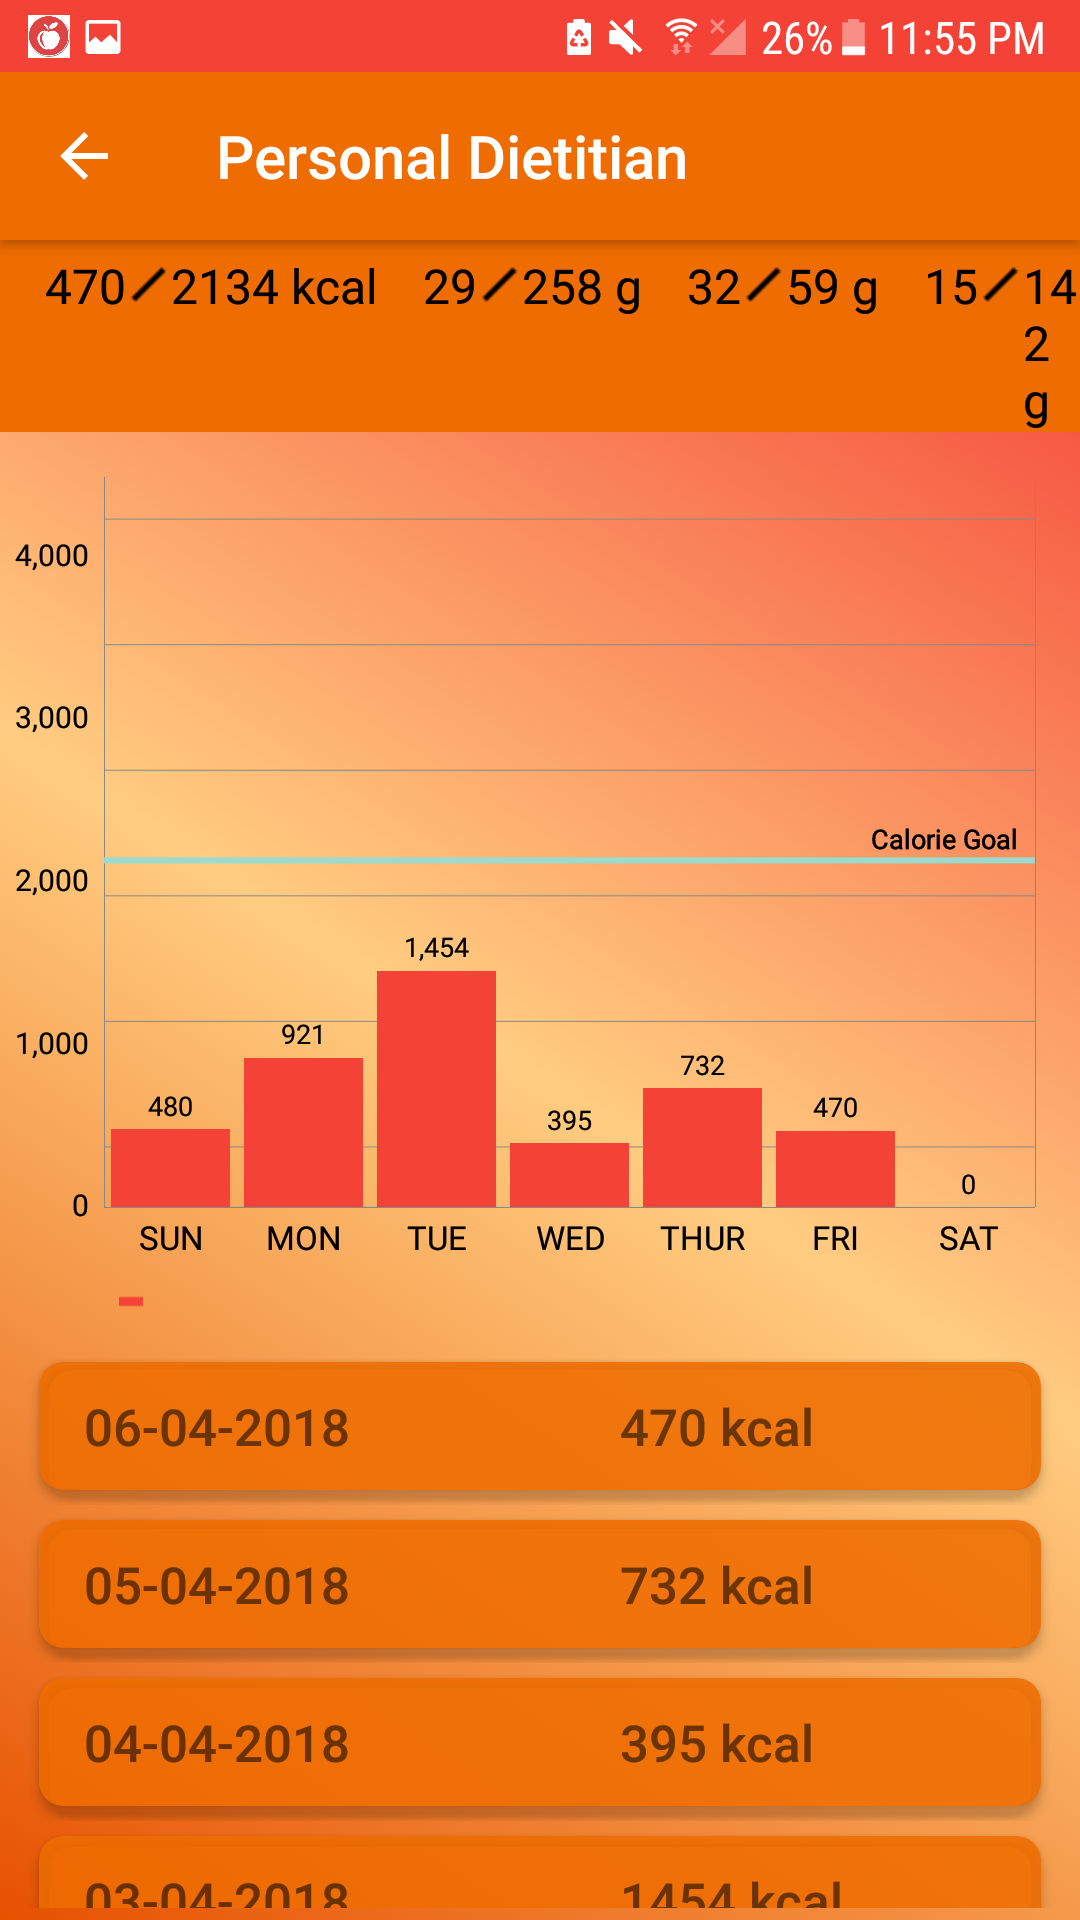 26% 11:55 PM
Personal Dietitian
470/2134 kcal 29/258 g 32/59 g 15/14
2
g
4,000
3,000
Calorie Goal
2,000
1,454
1,000
921
732
480
395
470
0
0
SUN MON TUE WED THUR FRI SAT
06-04-2018 470 kcal
05-04-2018 732 kcal
04-04-2018 395 kcal
03-04-2018 1454 kcal